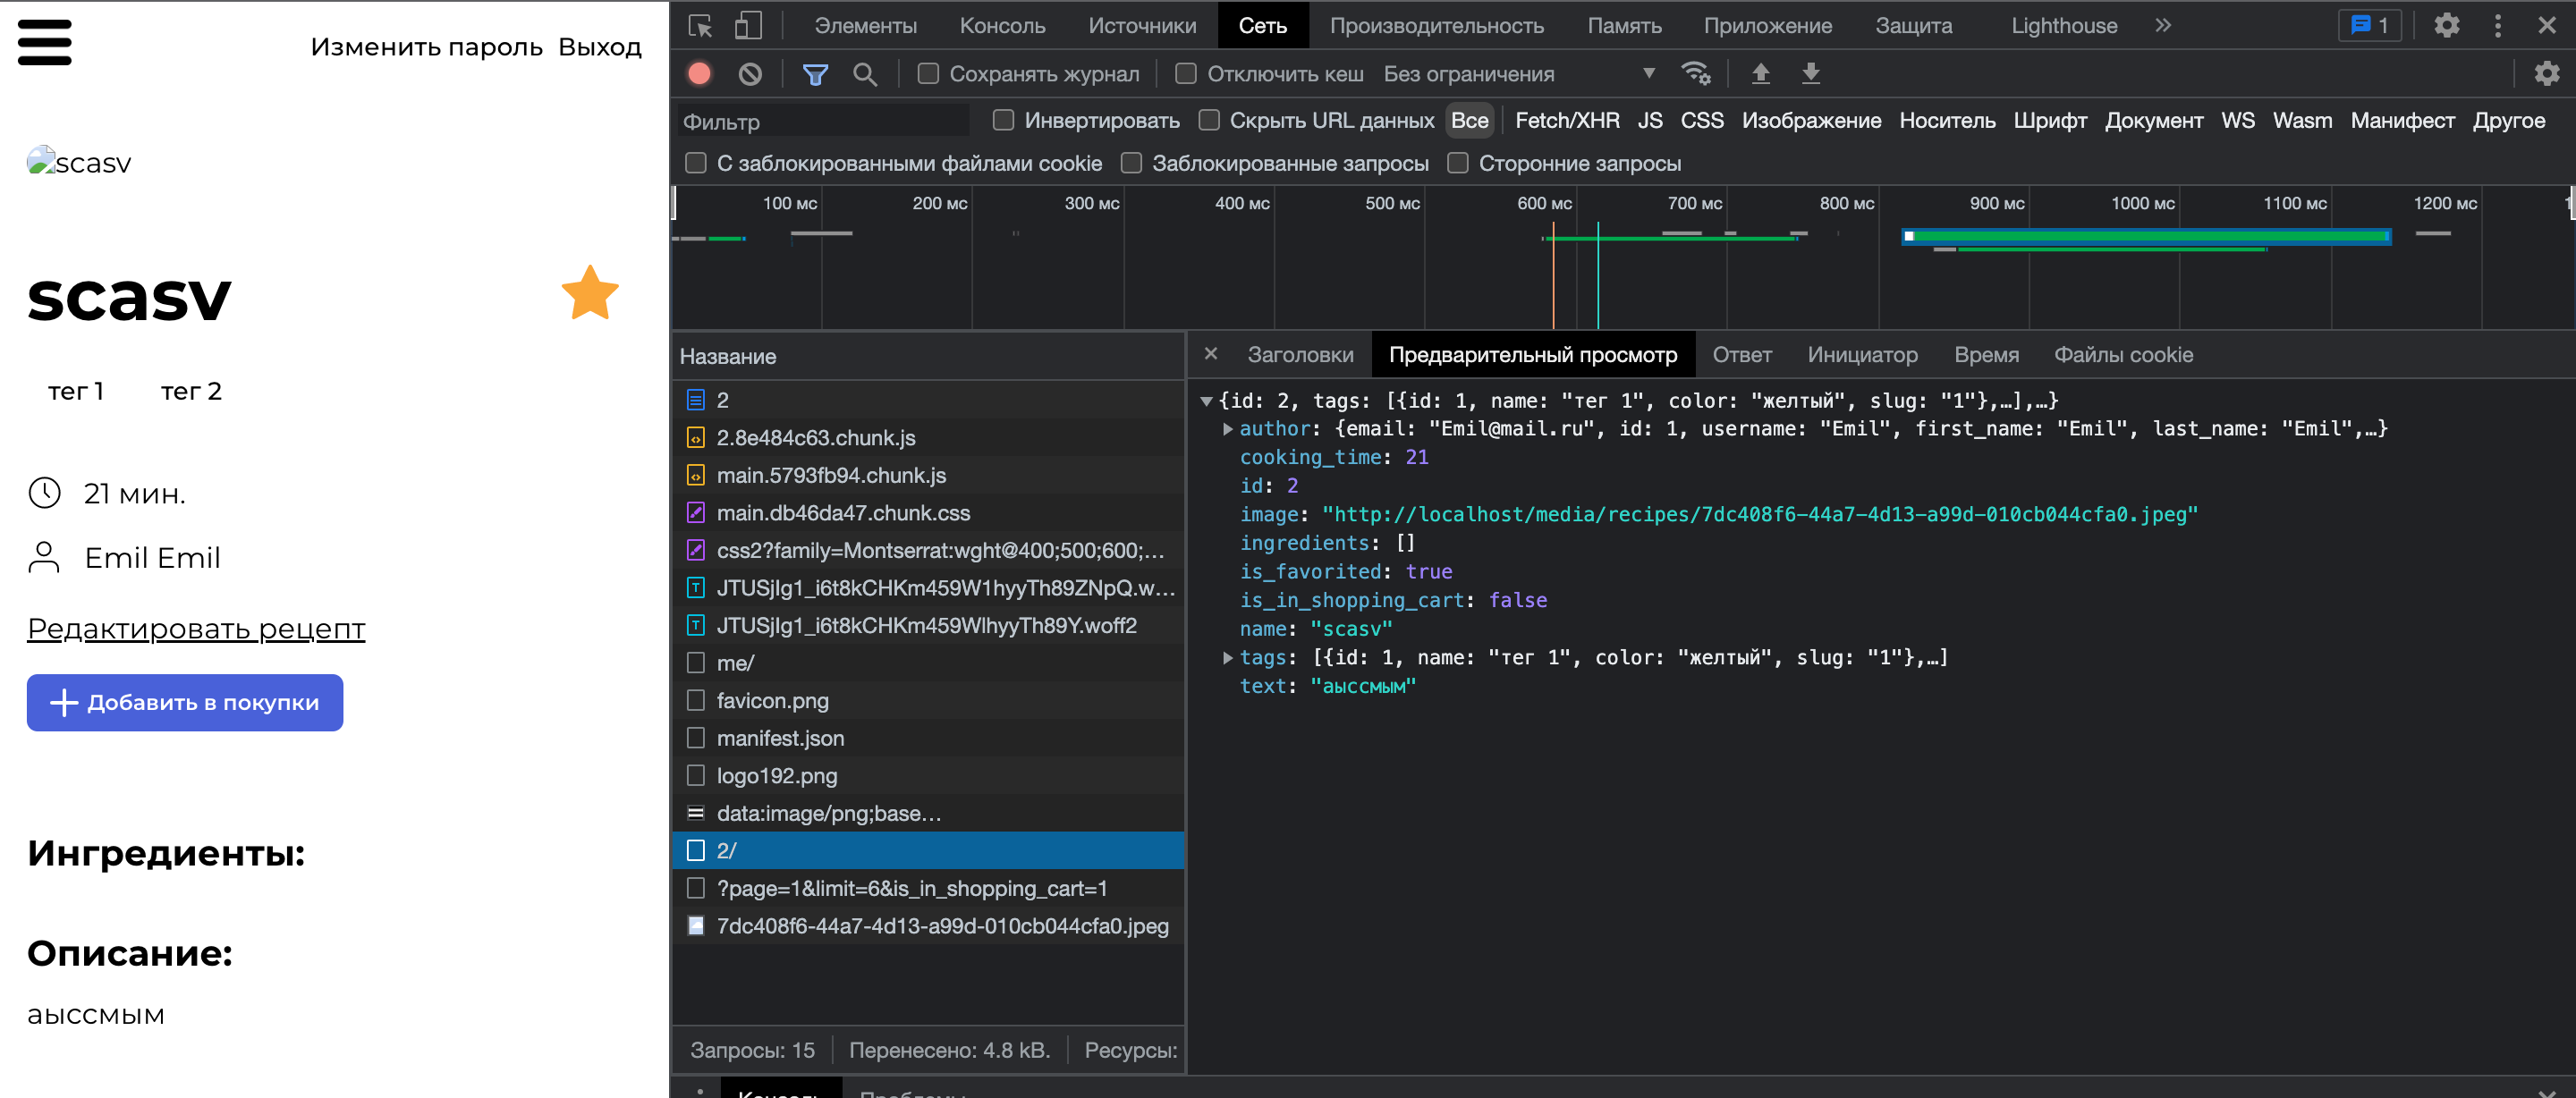 Изменить пароль Выход
scasv
scasv
тег 1 тег 2
21 мин.
Emil Emil
Редактировать рецепт
Добавить в покупки
Ингредиенты:
Описание:
аыссмым
Элементы Консоль Источники Сеть Производительность Память Приложение Защита Lighthouse 1
Сохранять журнал Отключить кеш Без ограничения
Фильтр Инвертировать Скрыть URL данных Все Fetch/XHR JS CSS Изображение Носитель Шрифт Документ WS Wasm Манифест Другое
С заблокированными файлами cookie Заблокированные запросы Сторонние запросы
100 мс 200 мс 300 мс 400 мс 500 мс 600 мс 700 мс 800 мс 900 мс 1000 мс 1100 мс 1200 мс
Название
2
2.8e484c63.chunk.js
main.5793fb94.chunk.js
main.db46da47.chunk.css
css2?family=Montserrat:wght@400;500;600;…
JTUSjIg1_i6t8kCHKm459W1hyyTh89ZNpQ.w…
JTUSjIg1_i6t8kCHKm459WlhyyTh89Y.woff2
me/
favicon.png
manifest.json
logo192.png
data:image/png;base…
2/
?page=1&limit=6&is_in_shopping_cart=1
7dc408f6-44a7-4d13-a99d-010cb044cfa0.jpeg
Запросы: 15 Перенесено: 4.8 kB. Ресурсы:
Заголовки Предварительный просмотр Ответ Инициатор Время Файлы cookie
{id: 2, tags: [{id: 1, name: "тег 1", color: "желтый", slug: "1"},…],…}
author: {email: "Emil@mail.ru", id: 1, username: "Emil", first_name: "Emil", last_name: "Emil",…}
cooking_time: 21
id: 2
image: "http://localhost/media/recipes/7dc408f6-44a7-4d13-a99d-010cb044cfa0.jpeg"
ingredients: []
is_favorited: true
is_in_shopping_cart: false
name: "scasv"
tags: [{id: 1, name: "тег 1", color: "желтый", slug: "1"},…]
text: "аыссмым"
Консоль Проблемы